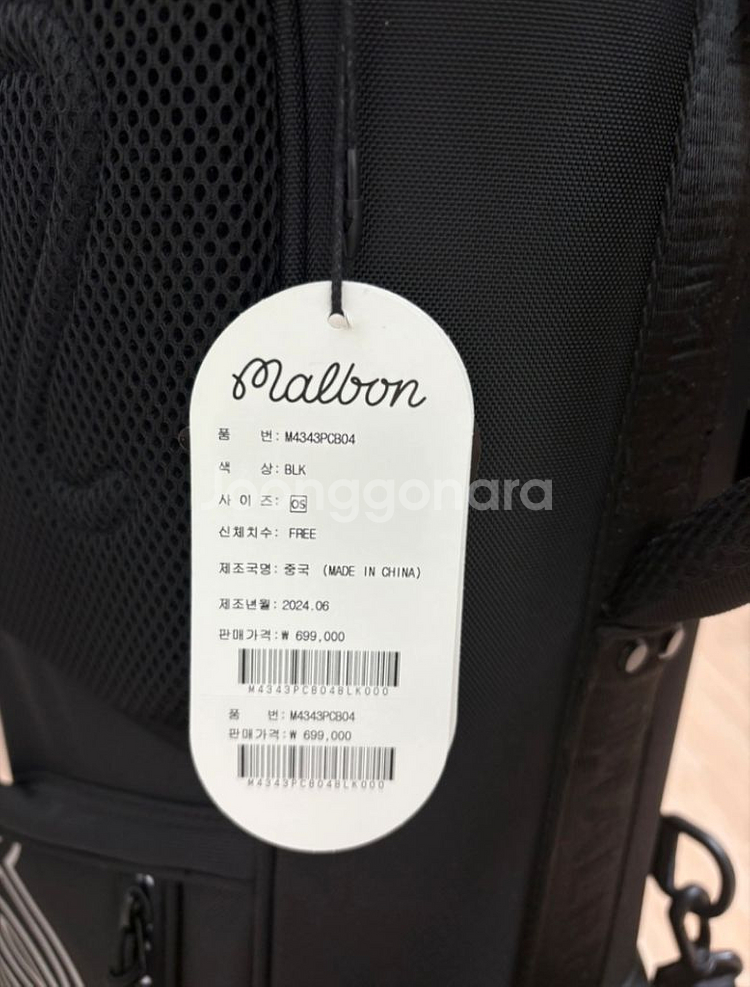 Malbon
품 번: M4343PCB04
색 상: BLK
사 이 즈: OS
Joonggonara
신체치수: FREE
제조국명: 중국 (MADE IN CHINA)
제조년월: 2024.06
판매가격:₩ 699,000
M4343PCB04BLK000
품 번: M4343PCB04
판매가격:₩ 699,000
M4343PCB04BLK000